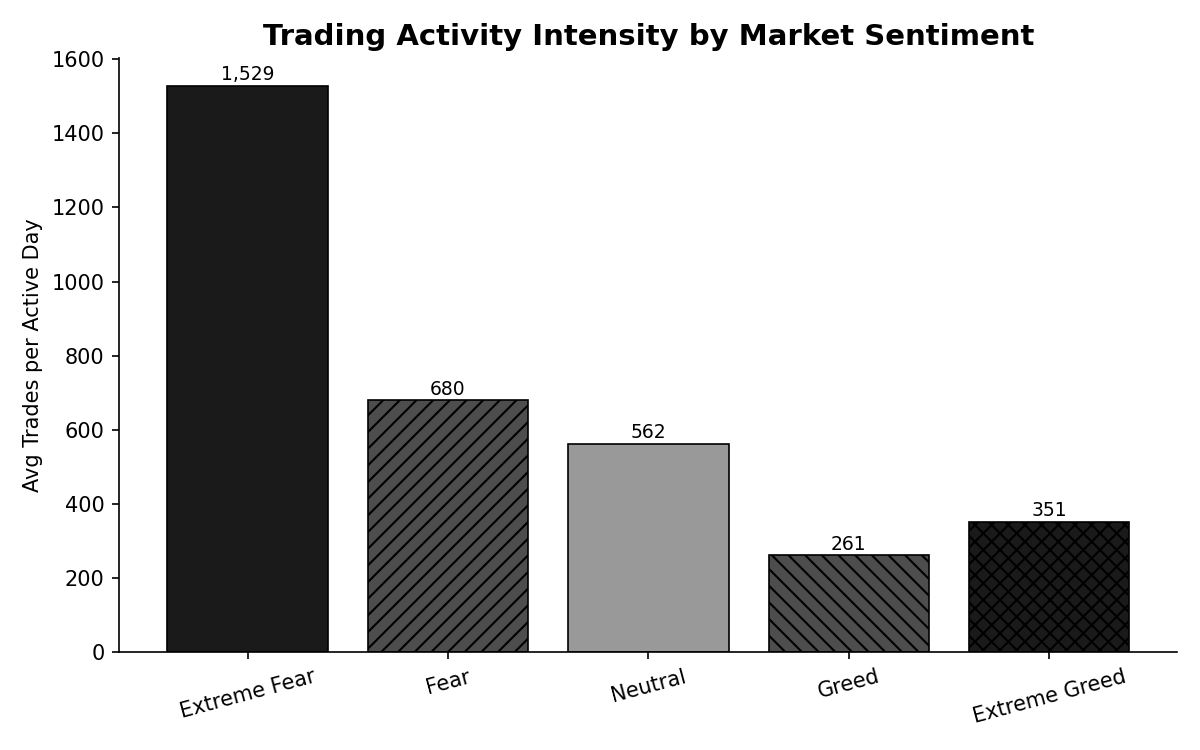 Trading Activity Intensity by Market Sentiment
Avg Trades per Active Day
1600
1400
1200
1000
800
600
400
200
0
1,529
680
562
261
351
Extreme Fear
Fear
Neutral
Greed
Extreme Greed